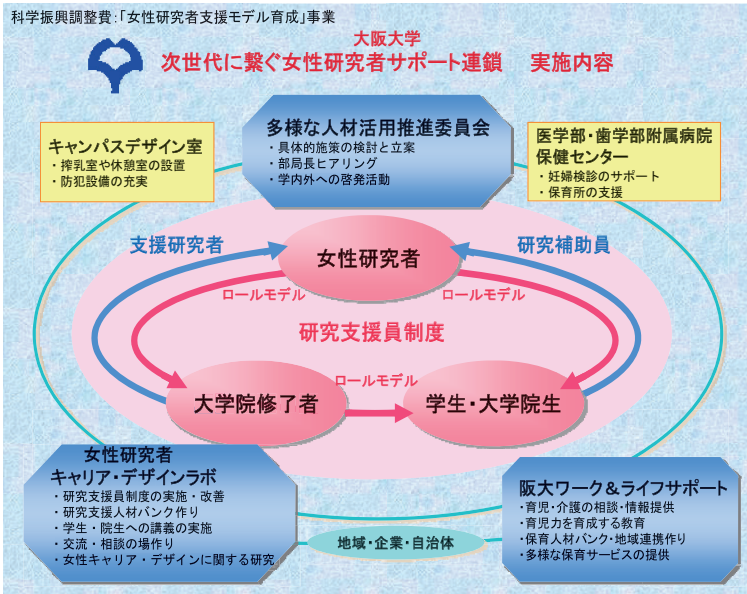 科学振興調整費：「女性研究者支援モデル育成」事業
大阪大学
次世代に繋ぐ女性研究者サポート連鎖　実施内容
キャンパスデザイン室
・搾乳室や休憩室の設置
・防犯設備の充実
多様な人材活用推進委員会
・具体的施策の検討と立案
・部局長ヒアリング
・学内外への啓発活動
医学部・歯学部附属病院
保健センター
・妊婦検診のサポート
・保育所の支援
支援研究者
研究補助員
女性研究者
ロールモデル
ロールモデル
研究支援員制度
ロールモデル
大学院修了者
学生・大学院生
女性研究者
キャリア・デザインラボ
・研究支援員制度の実施・改善
・研究支援人材バンク作り
・学生・院生への講義の実施
・交流・相談の場作り
・女性キャリア・デザインに関する研究
阪大ワーク＆ライフサポート
・育児・介護の相談・情報提供
・育児力を育成する教育
・保育人材バンク・地域連携作り
・多様な保育サービスの提供
地域・企業・自治体